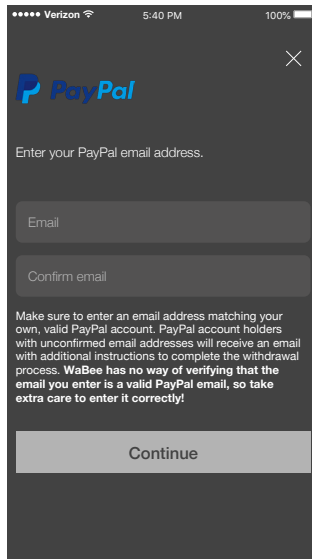 Verizon 5:40 PM 100%
PayPal
Enter your PayPal email address.
Email
Confirm email
Make sure to enter an email address matching your
own, valid PayPal account. PayPal account holders
with unconfirmed email addresses will receive an email
with additional instructions to complete the withdrawal
process. WaBee has no way of verifying that the
email you enter is a valid PayPal email, so take
extra care to enter it correctly!
Continue